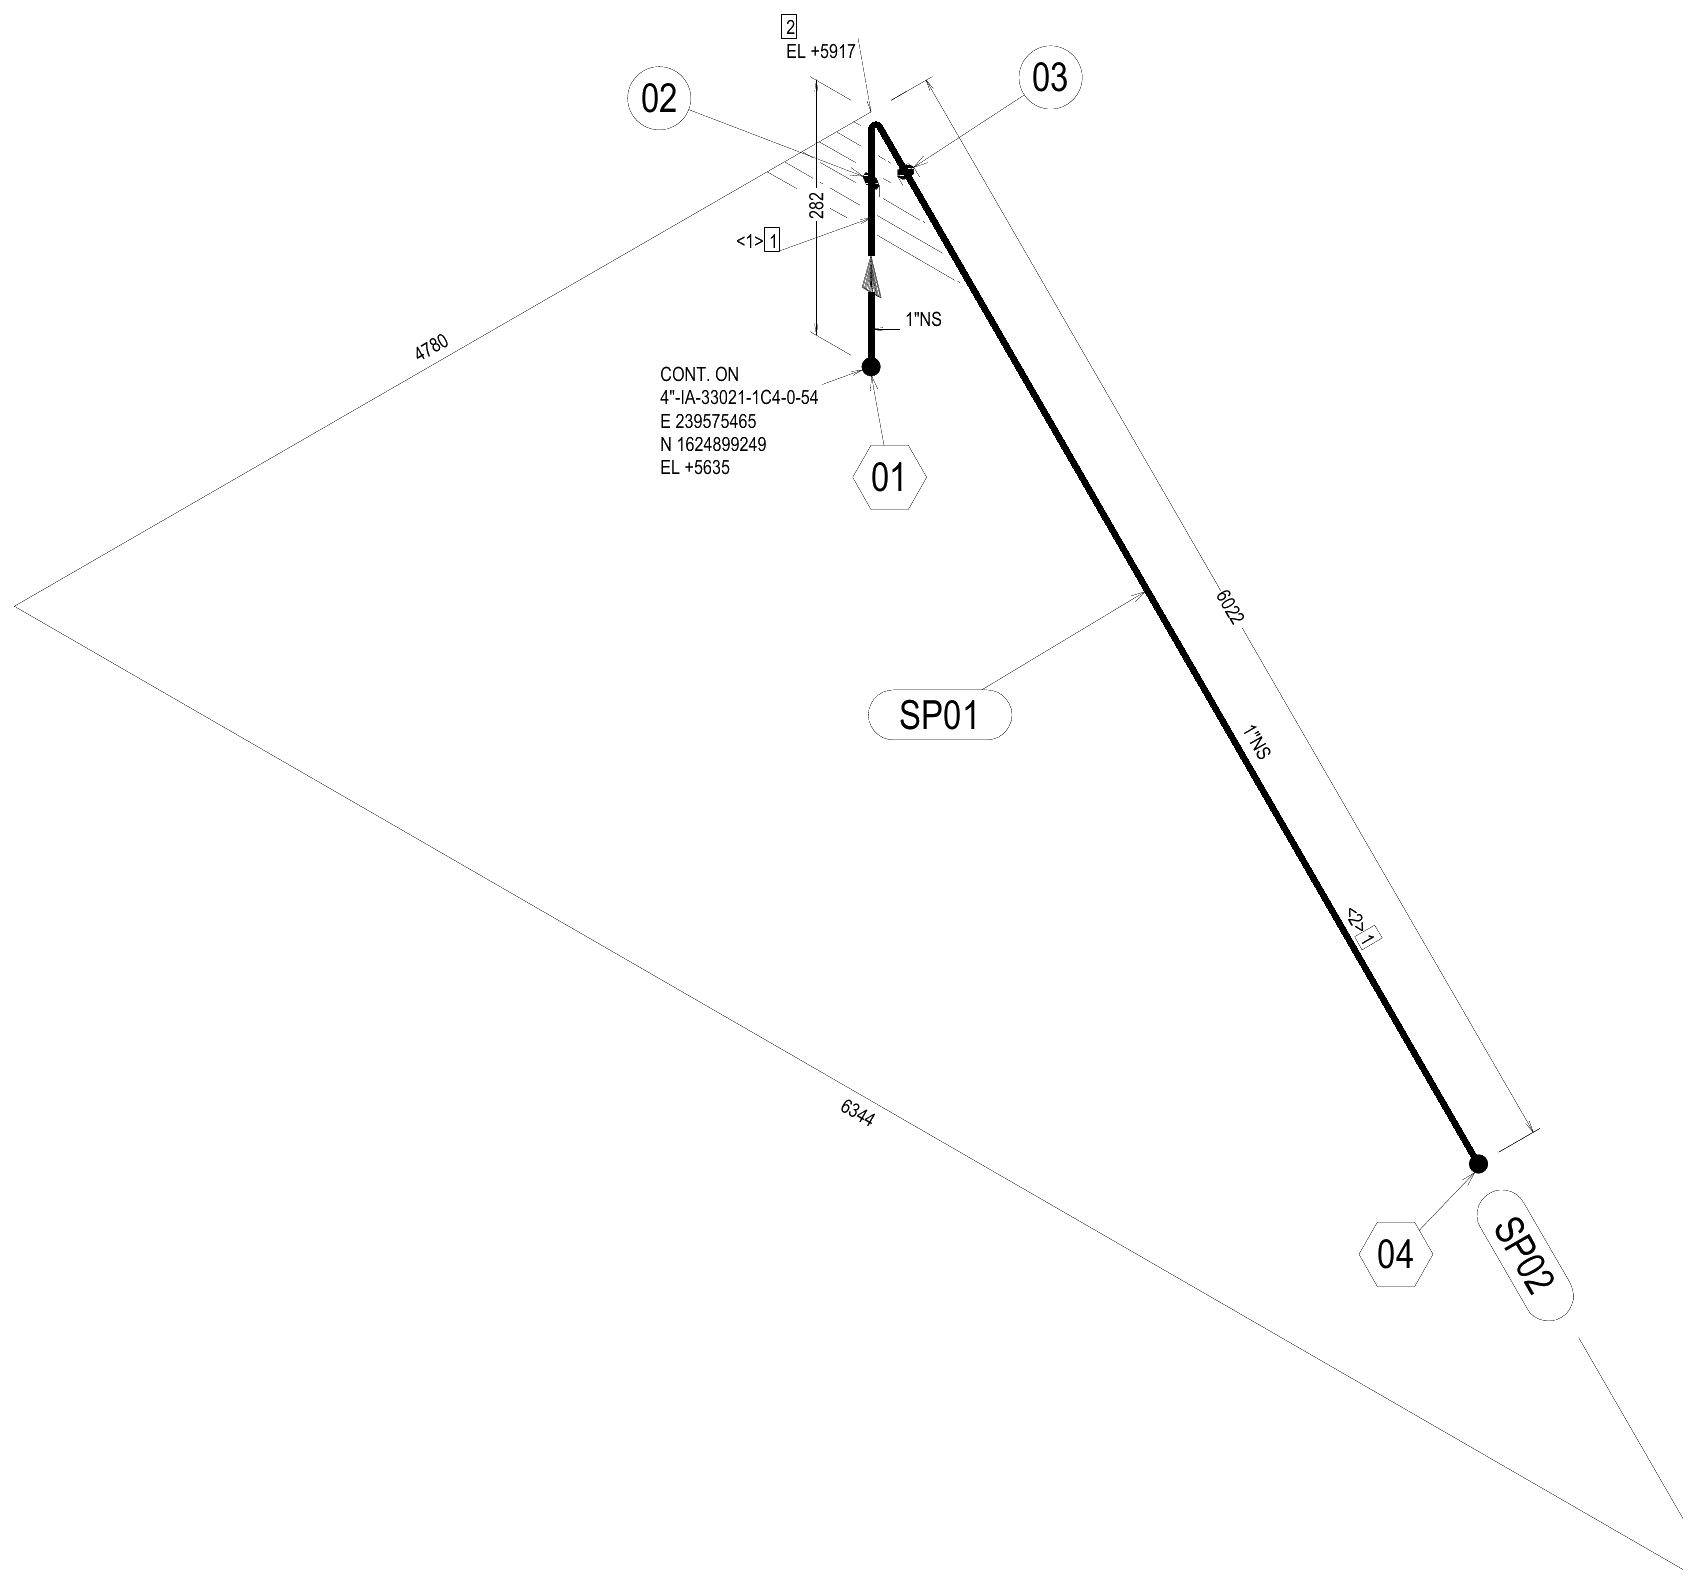 2
EL +5917
02
03
282
<1> 1
1"NS
4780
CONT. ON
4"-IA-33021-1C4-0-54
E 239575465
N 1624899249
EL +5635
01
6022
SP01
1"NS
<2> 1
6344
04
SP02